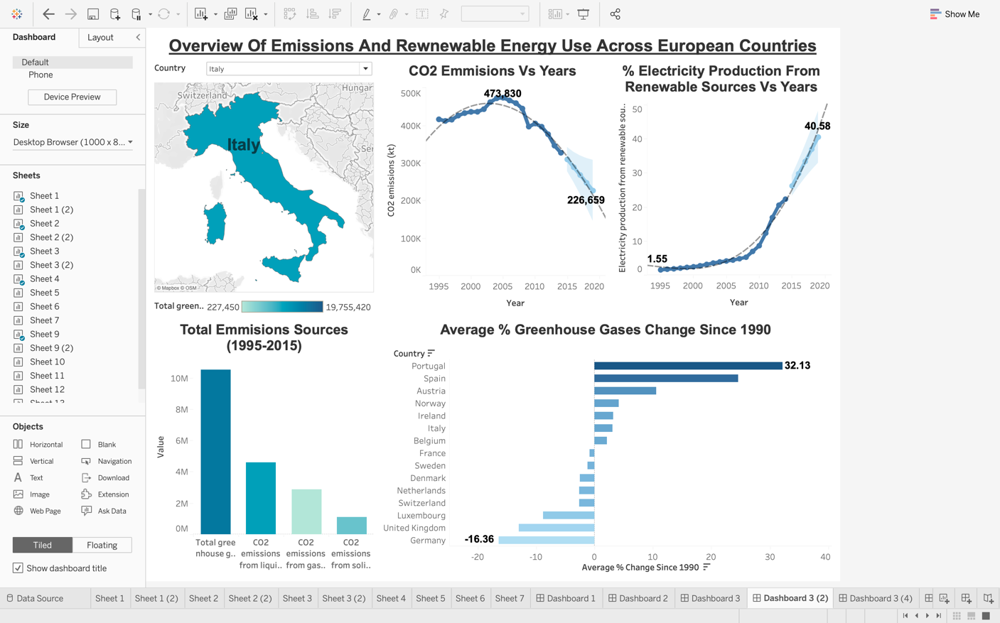 Show Me
Dashboard
Layout
Default
Phone
Device Preview
Size
Desktop Browser (1000 x 8...
Sheets
Sheet 1
Sheet 1 (2)
Sheet 2
Sheet 2 (2)
Sheet 3
Sheet 3 (2)
Sheet 4
Sheet 5
Sheet 6
Sheet 7
Sheet 9
Sheet 9 (2)
Sheet 10
Sheet 11
Sheet 12
Objects
Horizontal
Blank
Vertical
Navigation
Text
Download
Image
Extension
Web Page
Ask Data
Tiled
Floating
Show dashboard title
Overview Of Emissions And Rewnewable Energy Use Across European Countries
Country
Italy
Switzerland
Hungar
Italy
Ser
© Mapbox © OSM
Total green..
227,450
19,755,420
CO2 Emmisions Vs Years
CO2 emissions (kt)
500K
400K
300K
200K
100K
0K
473,830
226,659
1995
2000
2005
2010
2015
2020
Year
% Electricity Production From
Renewable Sources Vs Years
Electricity production from renewable sou..
50
40
30
20
10
0
40.58
1.55
1995
2000
2005
2010
2015
2020
Year
Total Emmisions Sources
(1995-2015)
Value
10M
8M
6M
4M
2M
0M
Total gree
nhouse g..
CO2
emissions
from liqui..
CO2
emissions
from gas..
CO2
emissions
from soli..
Average % Greenhouse Gases Change Since 1990
Country
Portugal
32.13
Spain
Austria
Norway
Ireland
Italy
Belgium
France
Sweden
Denmark
Netherlands
Switzerland
Luxembourg
United Kingdom
Germany
-16.36
-20
-10
0
10
20
30
40
Average % Change Since 1990
Data Source
Sheet 1
Sheet 1 (2)
Sheet 2
Sheet 2 (2)
Sheet 3
Sheet 3 (2)
Sheet 4
Sheet 5
Sheet 6
Sheet 7
Dashboard 1
Dashboard 2
Dashboard 3
Dashboard 3 (2)
Dashboard 3 (4)